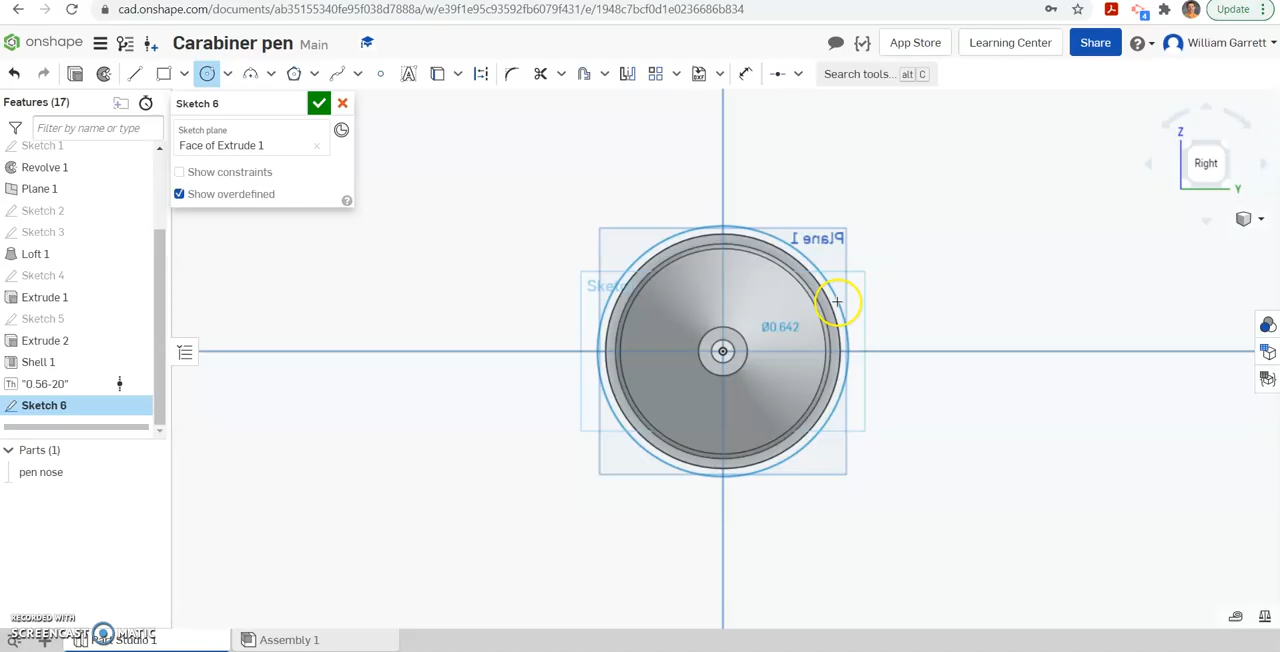 cad.onshape.com/documents/ab35155340fe95f038d7888a/w/e39f1e95c93592fb6079f431/e/1948c7bcf0d1e0236686b834
4
Update
onshape
Carabiner pen Main
App Store
Learning Center
Share
William Garrett
Search tools... alt C
Features (17)
Filter by name or type
Sketch 1
Revolve 1
Plane 1
Sketch 2
Sketch 3
Loft 1
Sketch 4
Extrude 1
Sketch 5
Extrude 2
Shell 1
Th "0.56-20"
Sketch 6
Parts (1)
pen nose
Sketch 6
Sketch plane
Face of Extrude 1
Show constraints
Show overdefined
Plane 1
Ø0.642
Z
Right
Y
RECORDED WITH
SCREENCAST MATIC
Assembly 1